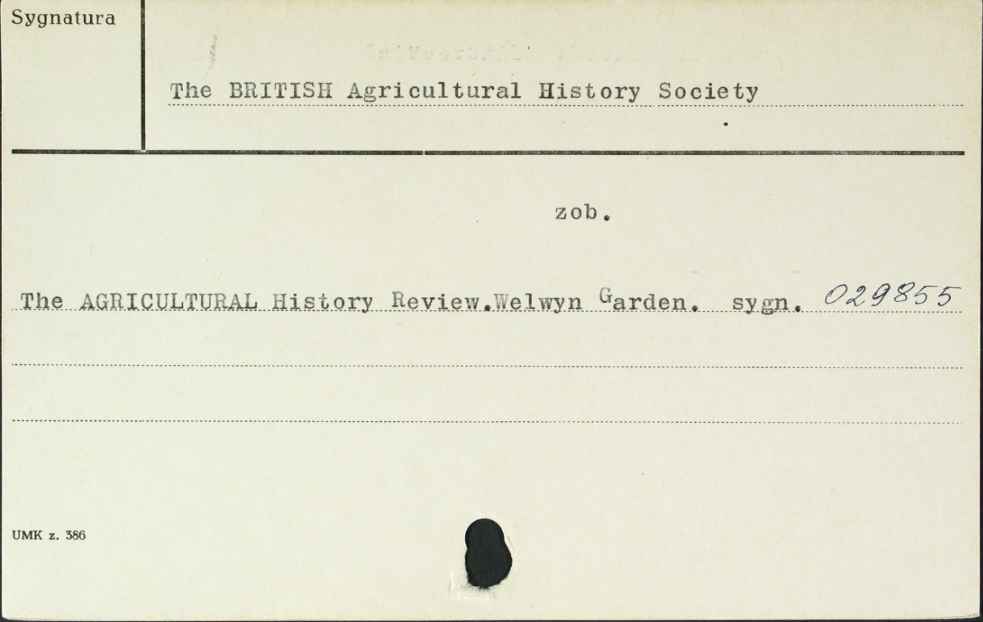 Sygnatura
The BRITISH Agricultural History Society
zob.
The AGRICULTURAL History Review.Welwyn Garden. sygn. 029855
UMK z. 386